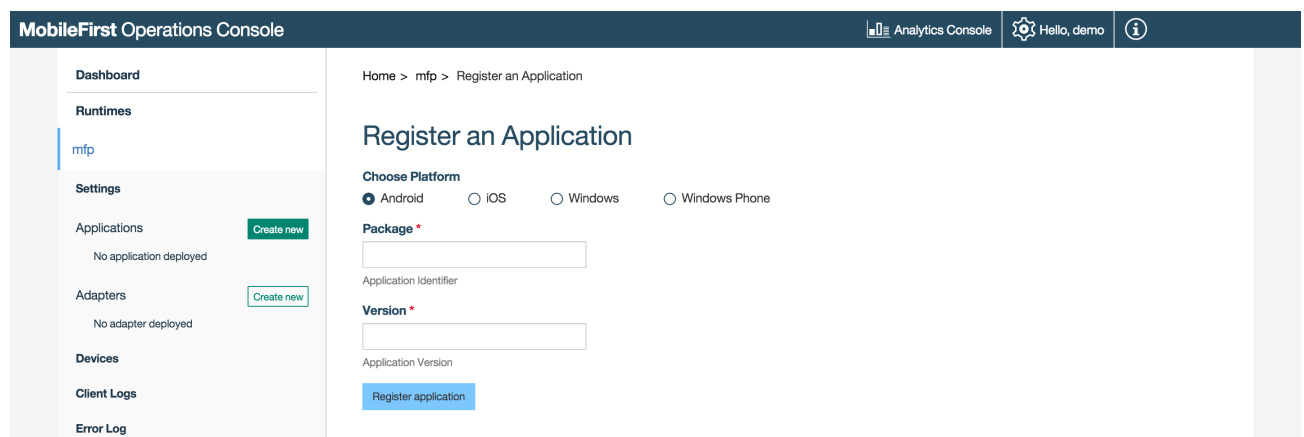 MobileFirst Operations Console
Analytics Console
Hello, demo
Dashboard
Runtimes
mfp
Settings
Applications Create new
No application deployed
Adapters Create new
No adapter deployed
Devices
Client Logs
Error Log
Home > mfp > Register an Application
Register an Application
Choose Platform
Android iOS Windows Windows Phone
Package *
Application Identifier
Version *
Application Version
Register application